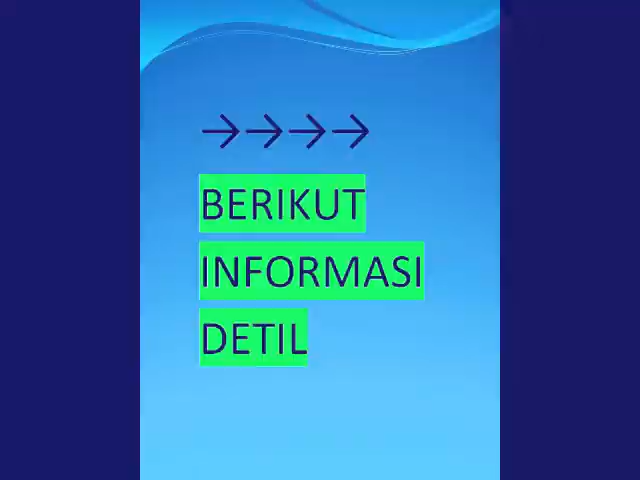 →→→→
BERIKUT
INFORMASI
DETIL